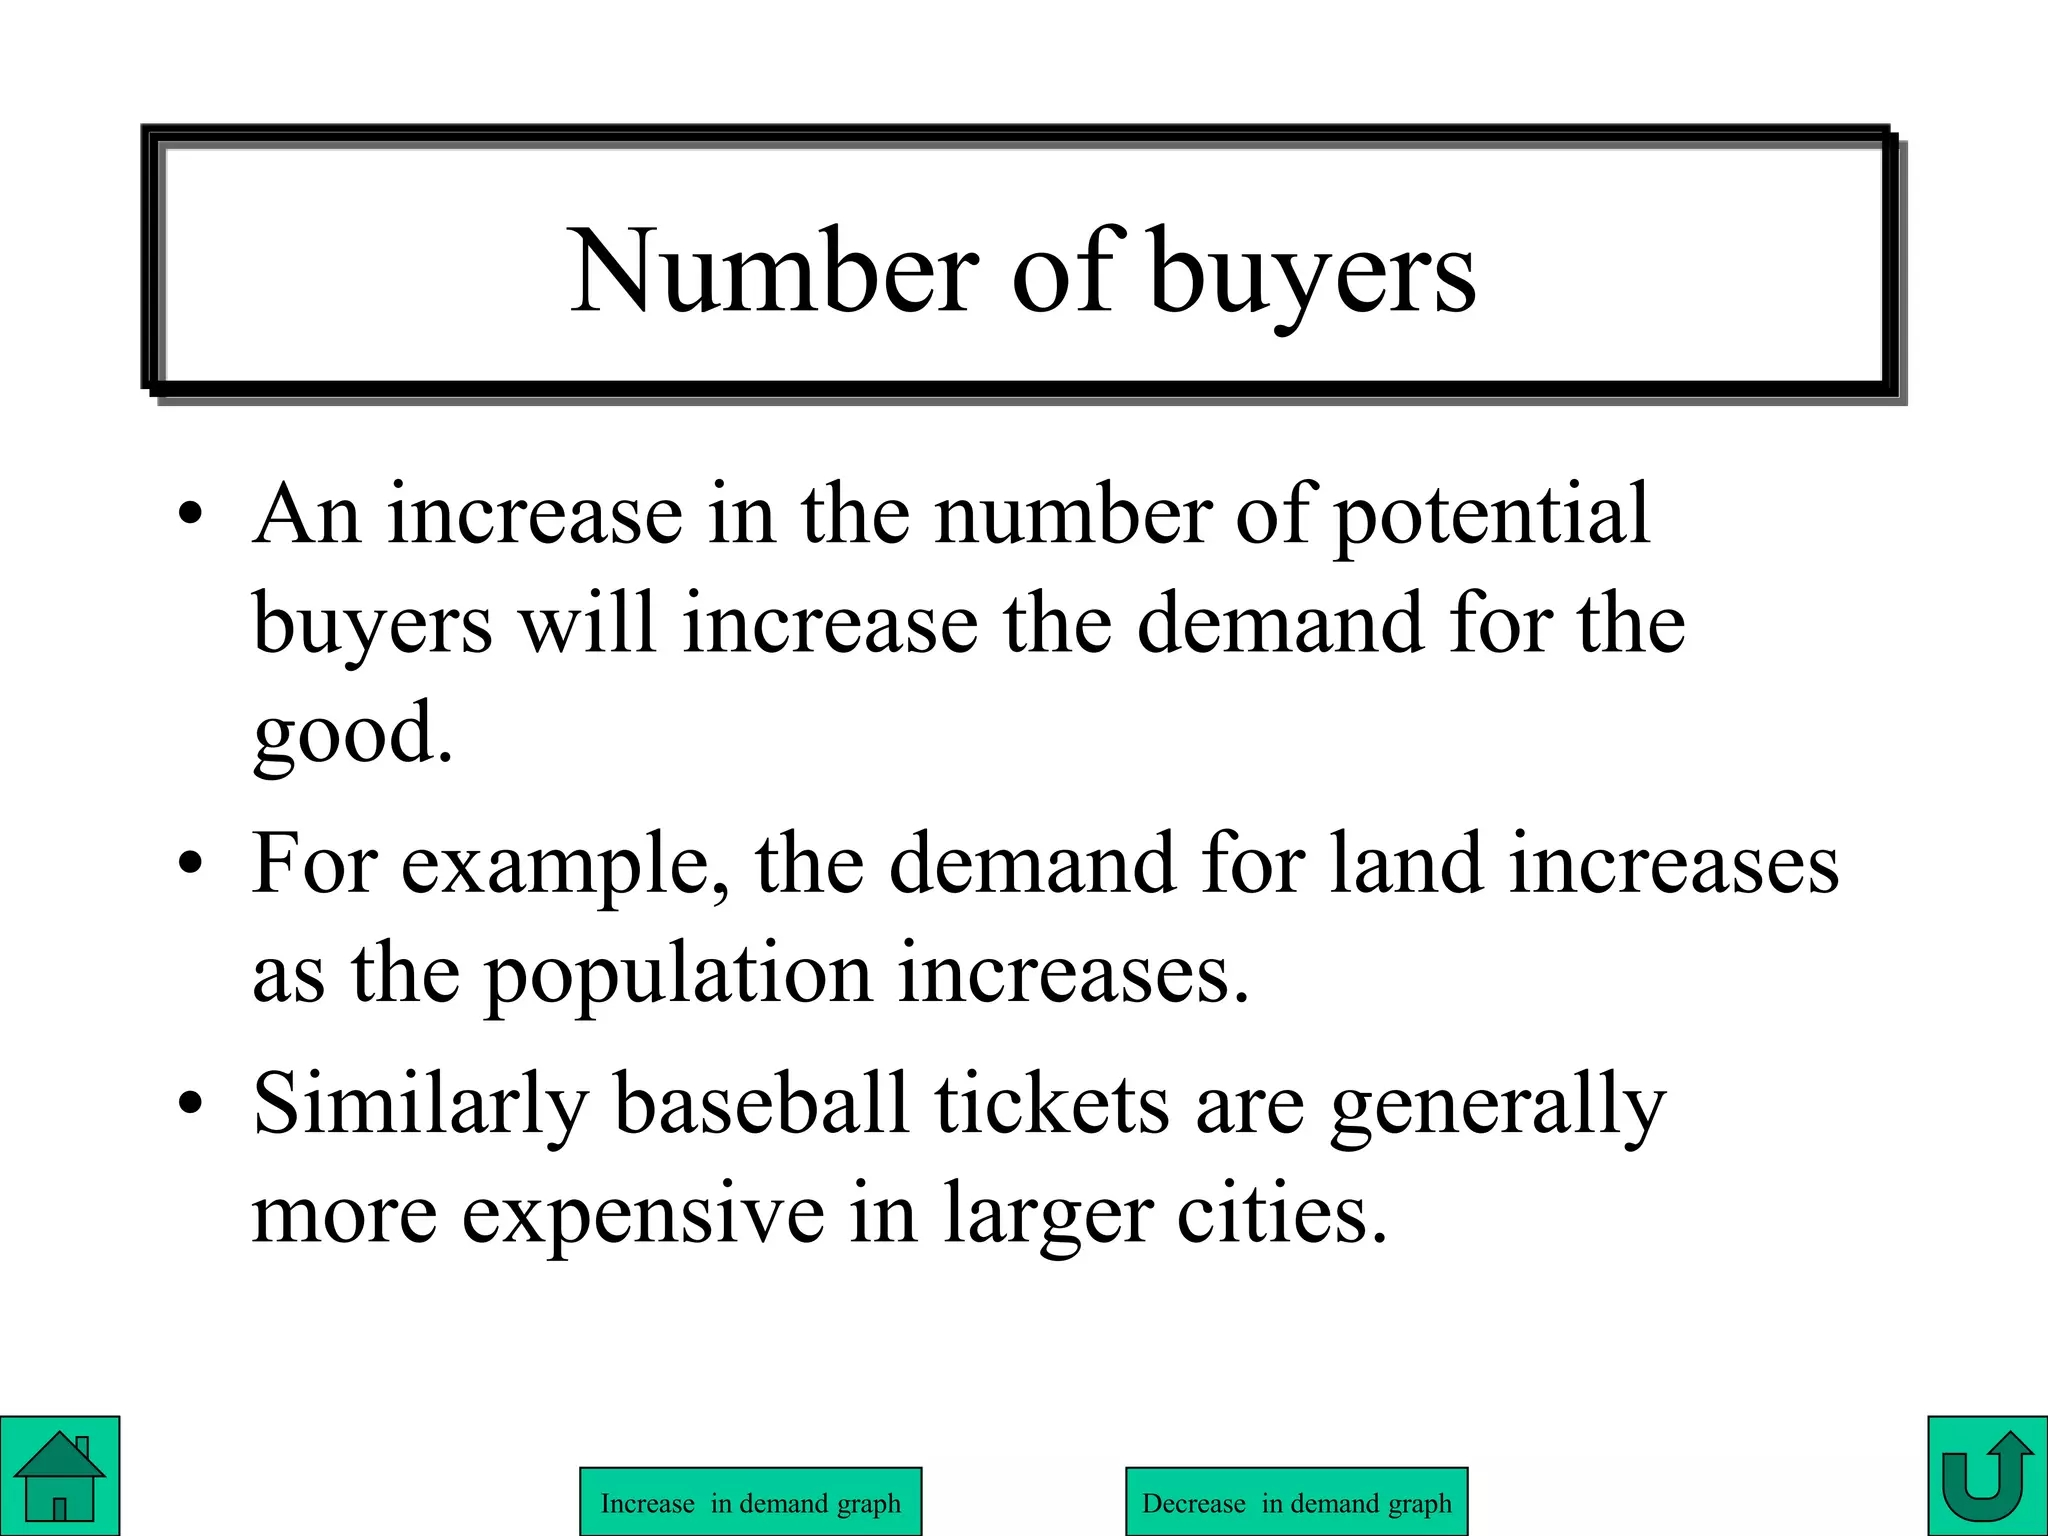 Number of buyers
• An increase in the number of potential
buyers will increase the demand for the
good.
• For example, the demand for land increases
as the population increases.
• Similarly baseball tickets are generally
more expensive in larger cities.
Increase  in demand graph
Decrease  in demand graph